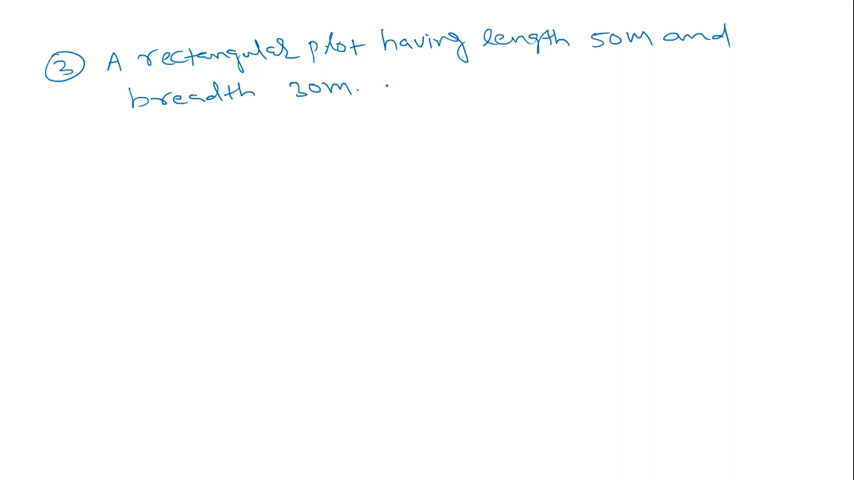 ③ A rectangular plot having length 50m and
breadth 30m.